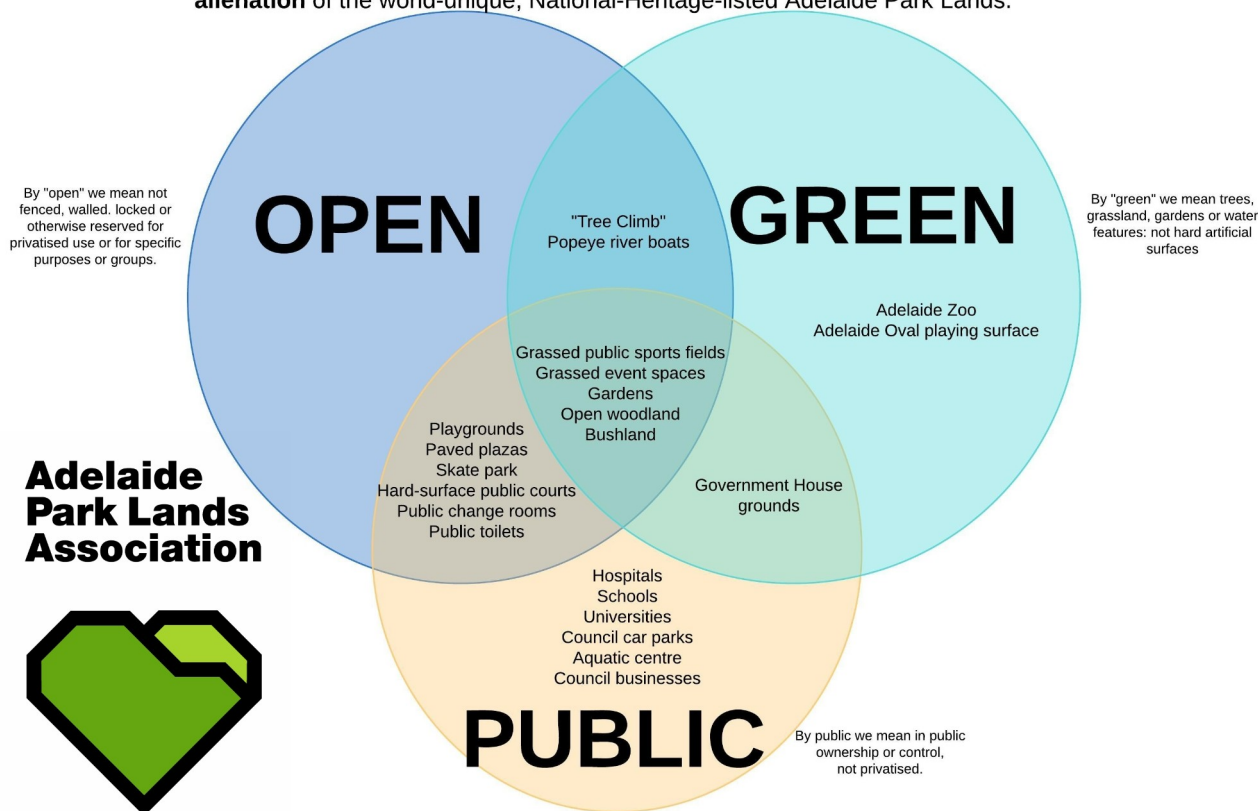 alienation of the world-unique, National-Heritage-listed Adelaide Park Lands.
By "open" we mean not
fenced, walled. locked or
otherwise reserved for
privatised use or for specific
purposes or groups.
OPEN
"Tree Climb"
Popeye river boats
GREEN
By "green" we mean trees,
grassland, gardens or water
features: not hard artificial
surfaces
Adelaide Zoo
Adelaide Oval playing surface
Grassed public sports fields
Grassed event spaces
Gardens
Open woodland
Bushland
Playgrounds
Paved plazas
Skate park
Hard-surface public courts
Public change rooms
Public toilets
Government House
grounds
Adelaide
Park Lands
Association
Hospitals
Schools
Universities
Council car parks
Aquatic centre
Council businesses
PUBLIC
By public we mean in public
ownership or control,
not privatised.